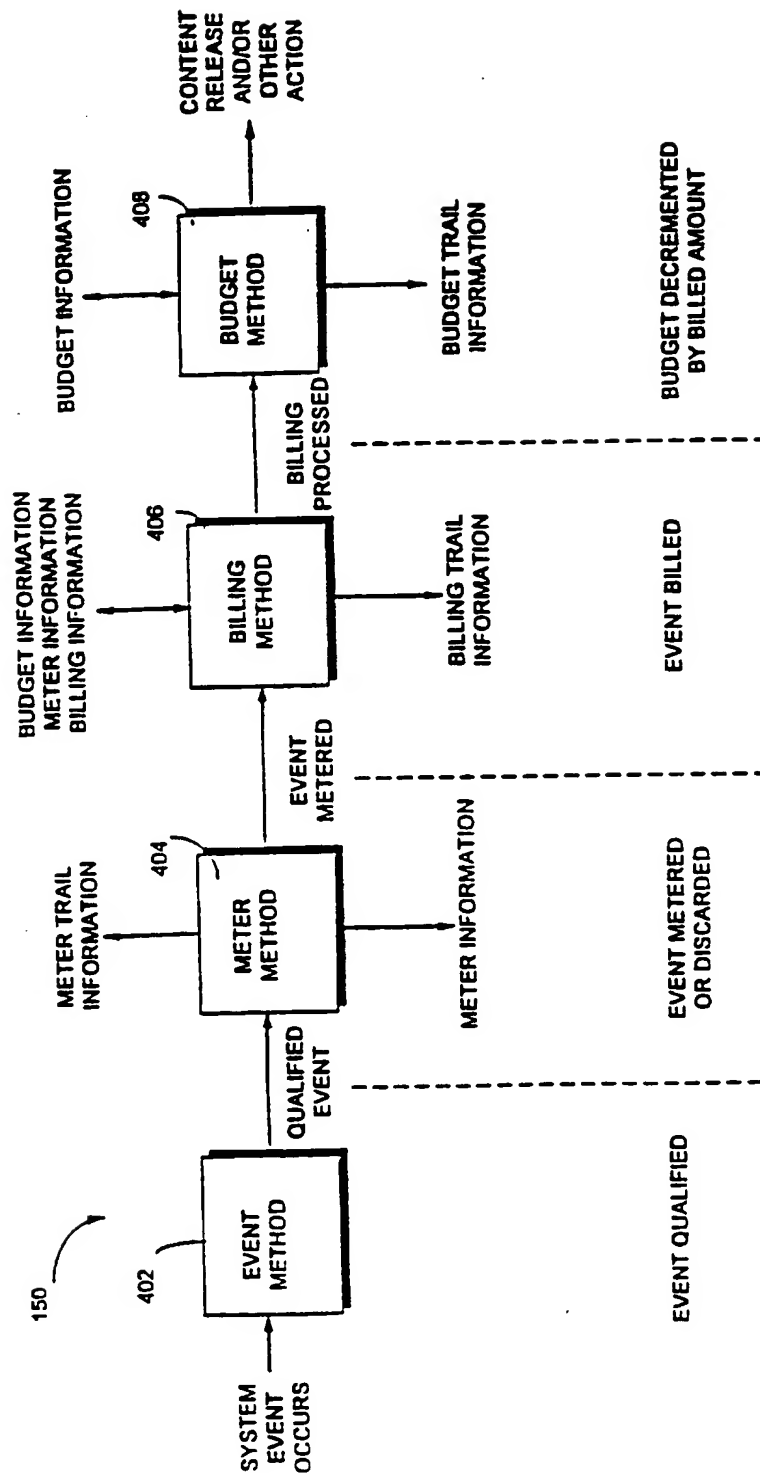 150
SYSTEM
EVENT
OCCURS
402
EVENT
METHOD
QUALIFIED
EVENT
METER TRAIL
INFORMATION
404
METER
METHOD
METER INFORMATION
EVENT
METERED
BUDGET INFORMATION
METER INFORMATION
BILLING INFORMATION
406
BILLING
METHOD
BILLING TRAIL
INFORMATION
BILLING
PROCESSED
BUDGET INFORMATION
408
BUDGET
METHOD
BUDGET TRAIL
INFORMATION
CONTENT
RELEASE
AND/OR
OTHER
ACTION
EVENT QUALIFIED
EVENT METERED
OR DISCARDED
EVENT BILLED
BUDGET DECREMENTED
BY BILLED AMOUNT